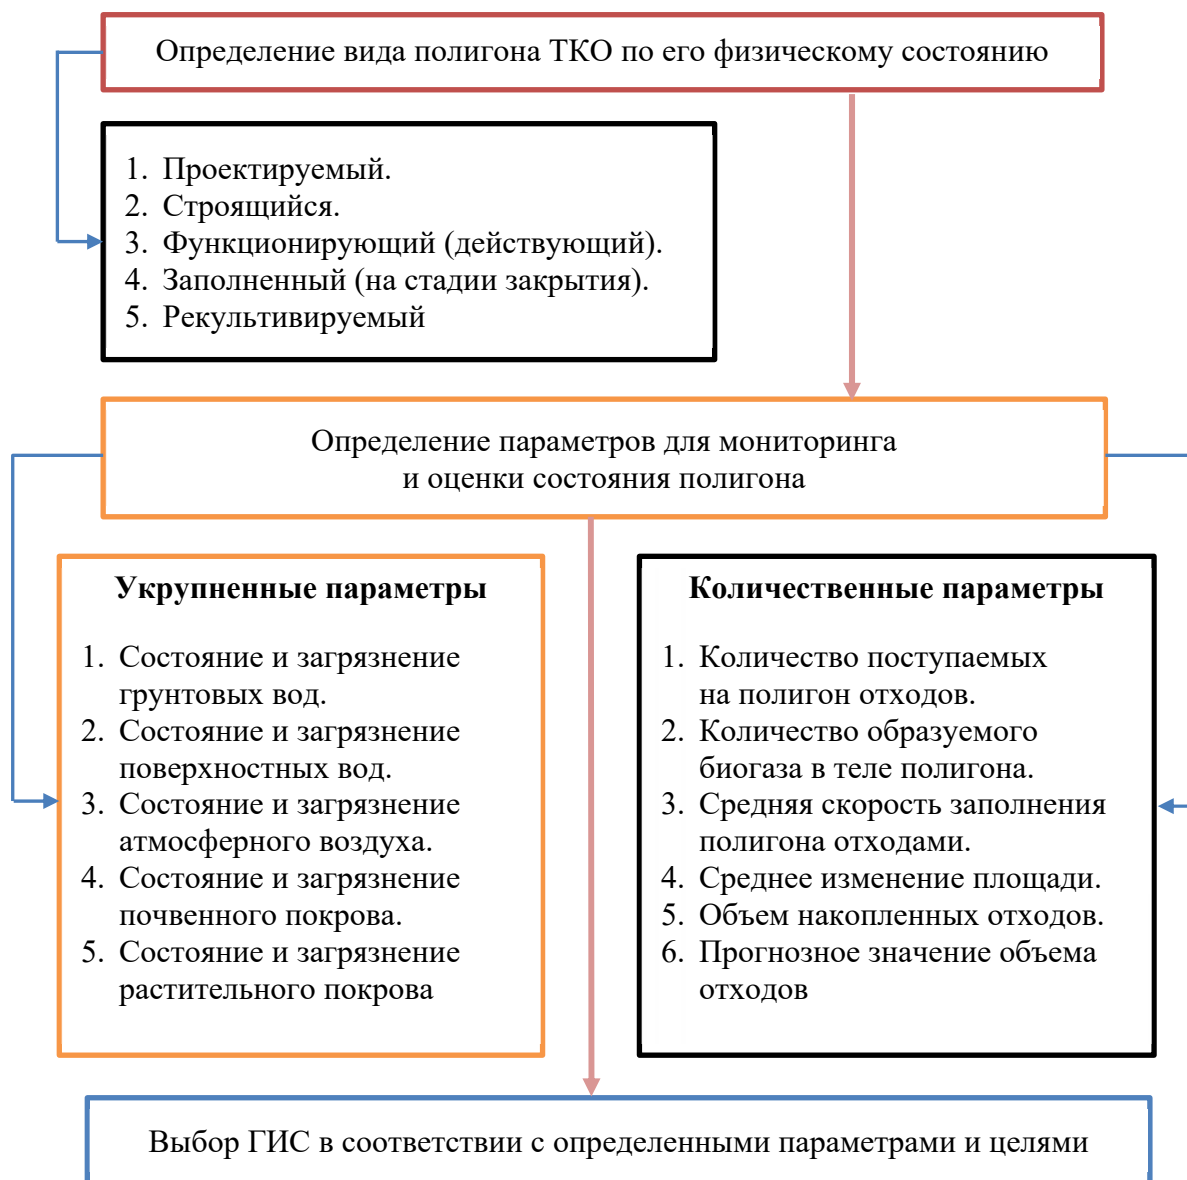 Определение вида полигона ТКО по его физическому состоянию
1. Проектируемый.
2. Строящийся.
3. Функционирующий (действующий).
4. Заполненный (на стадии закрытия).
5. Рекультивируемый
Определение параметров для мониторинга
и оценки состояния полигона
Укрупненные параметры
1. Состояние и загрязнение
грунтовых вод.
2. Состояние и загрязнение
поверхностных вод.
3. Состояние и загрязнение
атмосферного воздуха.
4. Состояние и загрязнение
почвенного покрова.
5. Состояние и загрязнение
растительного покрова
Количественные параметры
1. Количество поступаемых
на полигон отходов.
2. Количество образуемого
биогаза в теле полигона.
3. Средняя скорость заполнения
полигона отходами.
4. Среднее изменение площади.
5. Объем накопленных отходов.
6. Прогнозное значение объема
отходов
Выбор ГИС в соответствии с определенными параметрами и целями